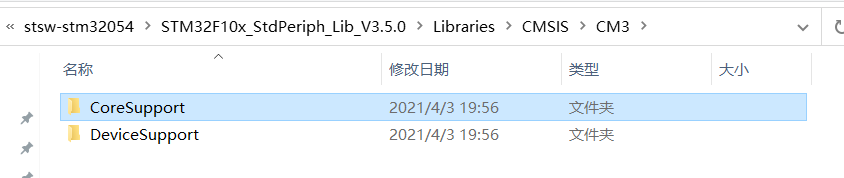 « stsw-stm32054 > STM32F10x_StdPeriph_Lib_V3.5.0 > Libraries > CMSIS > CM3 >
名称 修改日期 类型 大小
CoreSupport 2021/4/3 19:56 文件夹
DeviceSupport 2021/4/3 19:56 文件夹